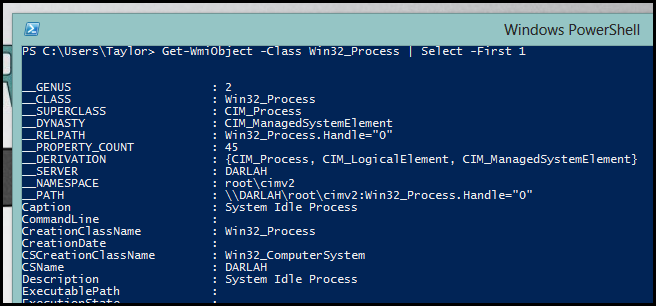 Windows PowerShell
PS C:\Users\Taylor> Get-WmiObject -Class Win32_Process | Select -First 1
__GENUS : 2
__CLASS : Win32_Process
__SUPERCLASS : CIM_Process
__DYNASTY : CIM_ManagedSystemElement
__RELPATH : Win32_Process.Handle="0"
__PROPERTY_COUNT : 45
__DERIVATION : {CIM_Process, CIM_LogicalElement, CIM_ManagedSystemElement}
__SERVER : DARLAH
__NAMESPACE : root\cimv2
__PATH : \\DARLAH\root\cimv2:Win32_Process.Handle="0"
Caption : System Idle Process
CommandLine :
CreationClassName : Win32_Process
CreationDate :
CSCreationClassName : Win32_ComputerSystem
CSName : DARLAH
Description : System Idle Process
ExecutablePath :
ExecutionState :